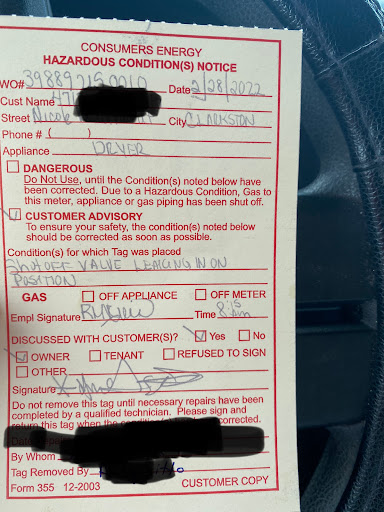 CONSUMERS ENERGY
HAZARDOUS CONDITION(S) NOTICE
WO# Date 2/28/2022
Cust Name
Street Nicole City CLARKSTON
Phone # ( )
Appliance DRYER
DANGEROUS
Do Not Use, until the Condition(s) noted below have
been corrected. Due to a Hazardous Condition, Gas to
this meter, appliance or gas piping has been shut off.
CUSTOMER ADVISORY
To ensure your safety, the condition(s) noted below
should be corrected as soon as possible.
Condition(s) for which Tag was placed
SHUTOFF VALVE LEAKING IN ON
POSITION
GAS OFF APPLIANCE OFF METER
Empl Signature Time 8:15 Am
DISCUSSED WITH CUSTOMER(S)? Yes No
OWNER TENANT REFUSED TO SIGN
OTHER
Signature
Do not remove this tag until necessary repairs have been
completed by a qualified technician. Please sign and
return this tag when the corrected.
By Whom
Tag Removed By
Form 355 12-2003 CUSTOMER COPY